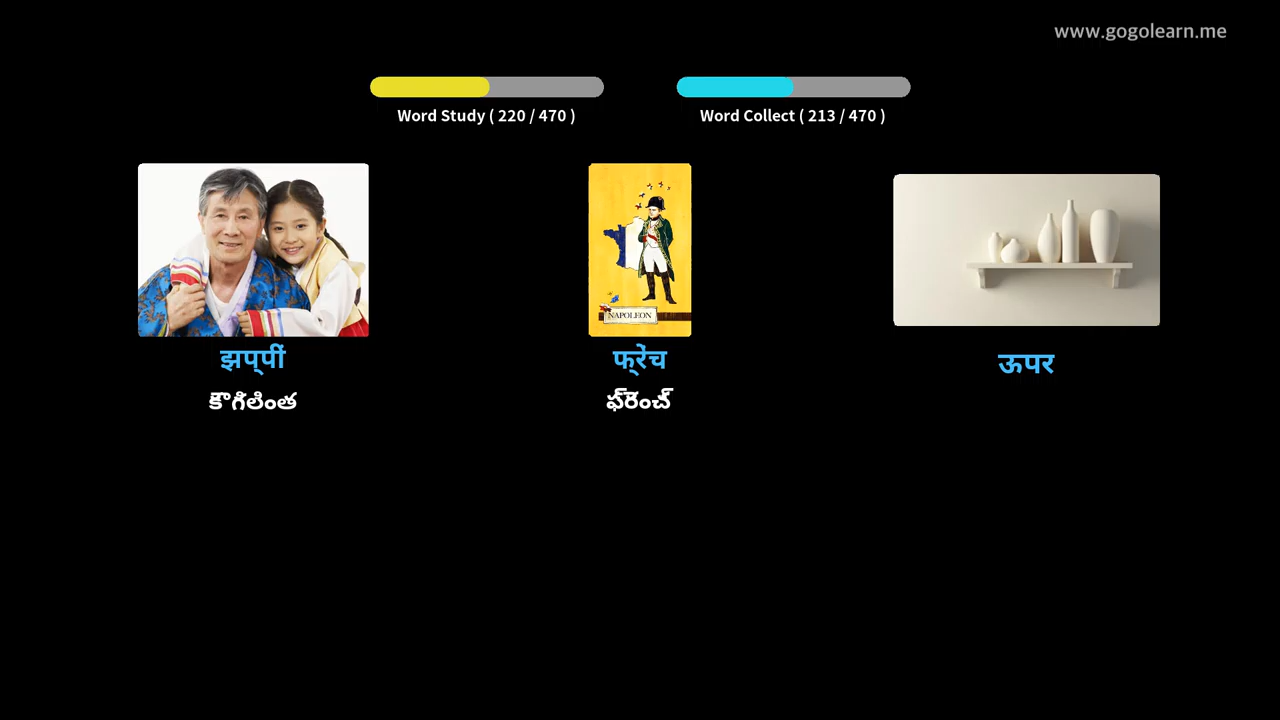 www.gogolearn.me
Word Study ( 220 / 470 )
Word Collect ( 213 / 470 )
NAPOLEON
झप्पीं
फ्रेंच
ऊपर
కౌగిలింత
ఫ్రెంచ్